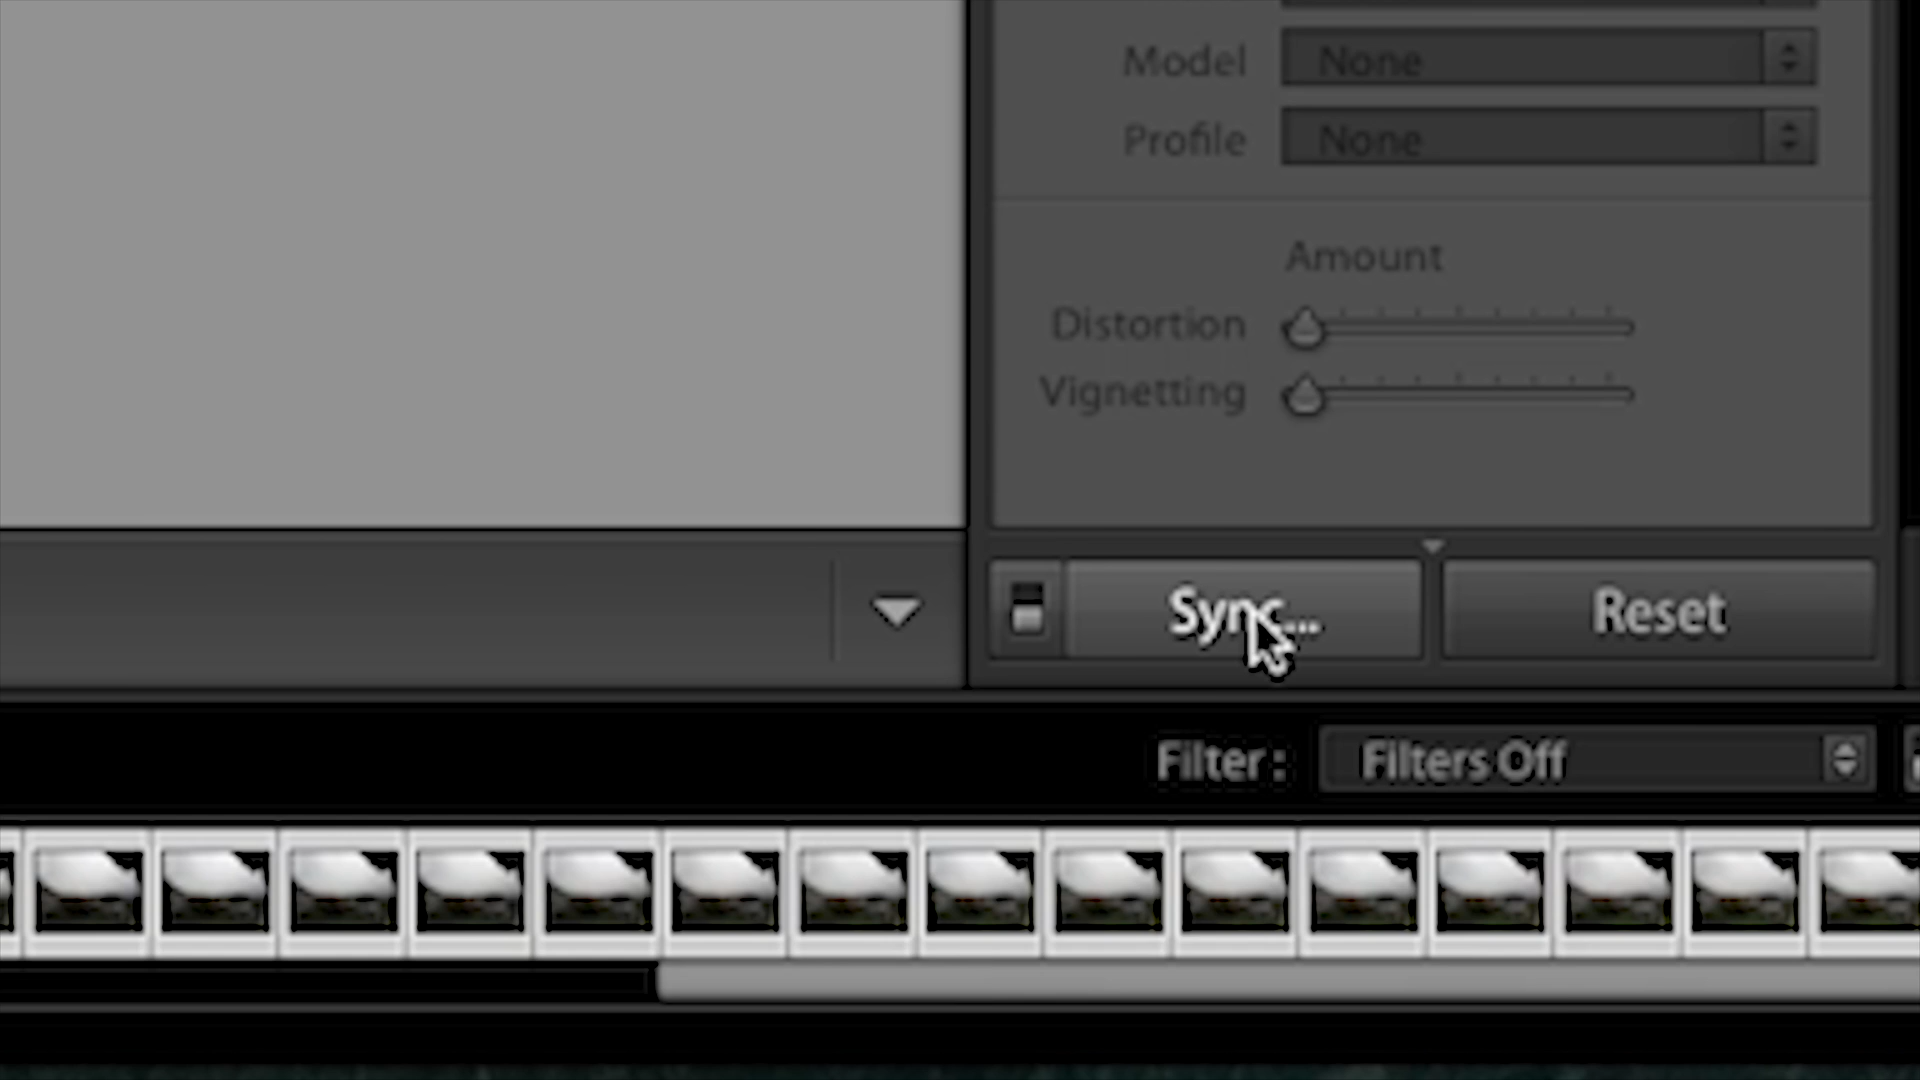 Model None
Profile None
Amount
Distortion
Vignetting
Sync...
Reset
Filter : Filters Off